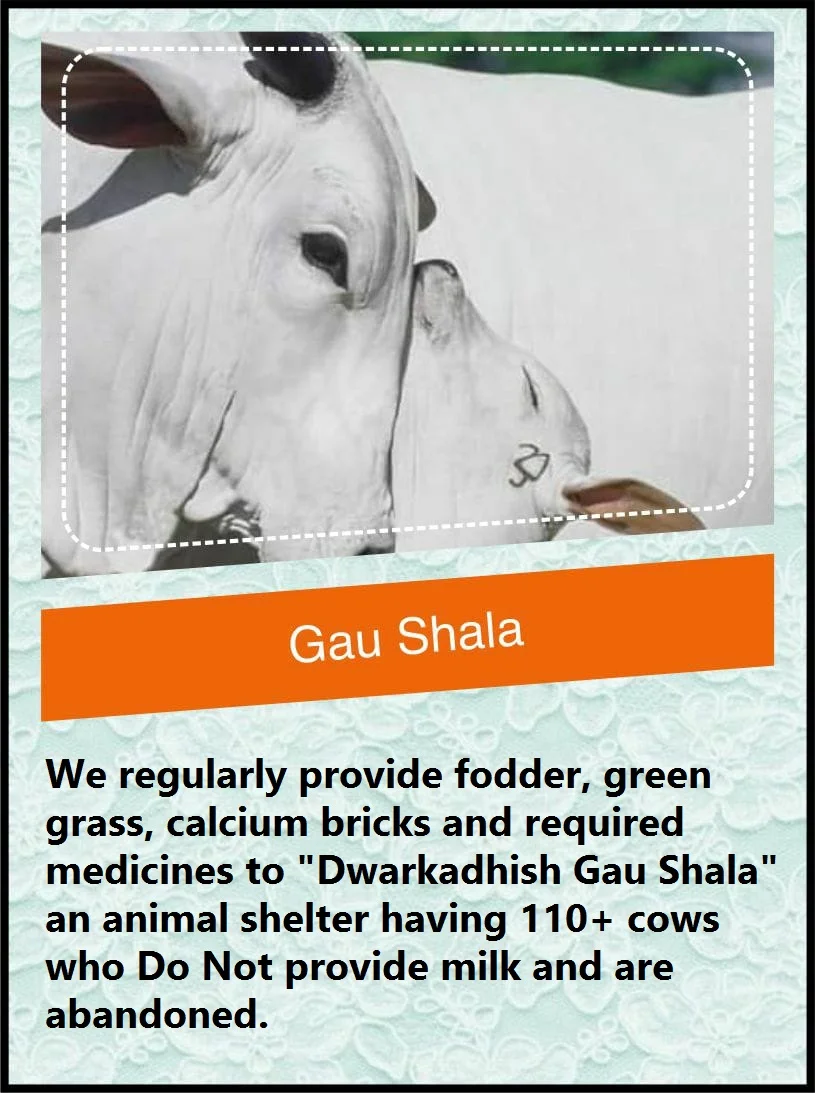 Gau Shala
We regularly provide fodder, green
grass, calcium bricks and required
medicines to "Dwarkadhish Gau Shala"
an animal shelter having 110+ cows
who Do Not provide milk and are
abandoned.